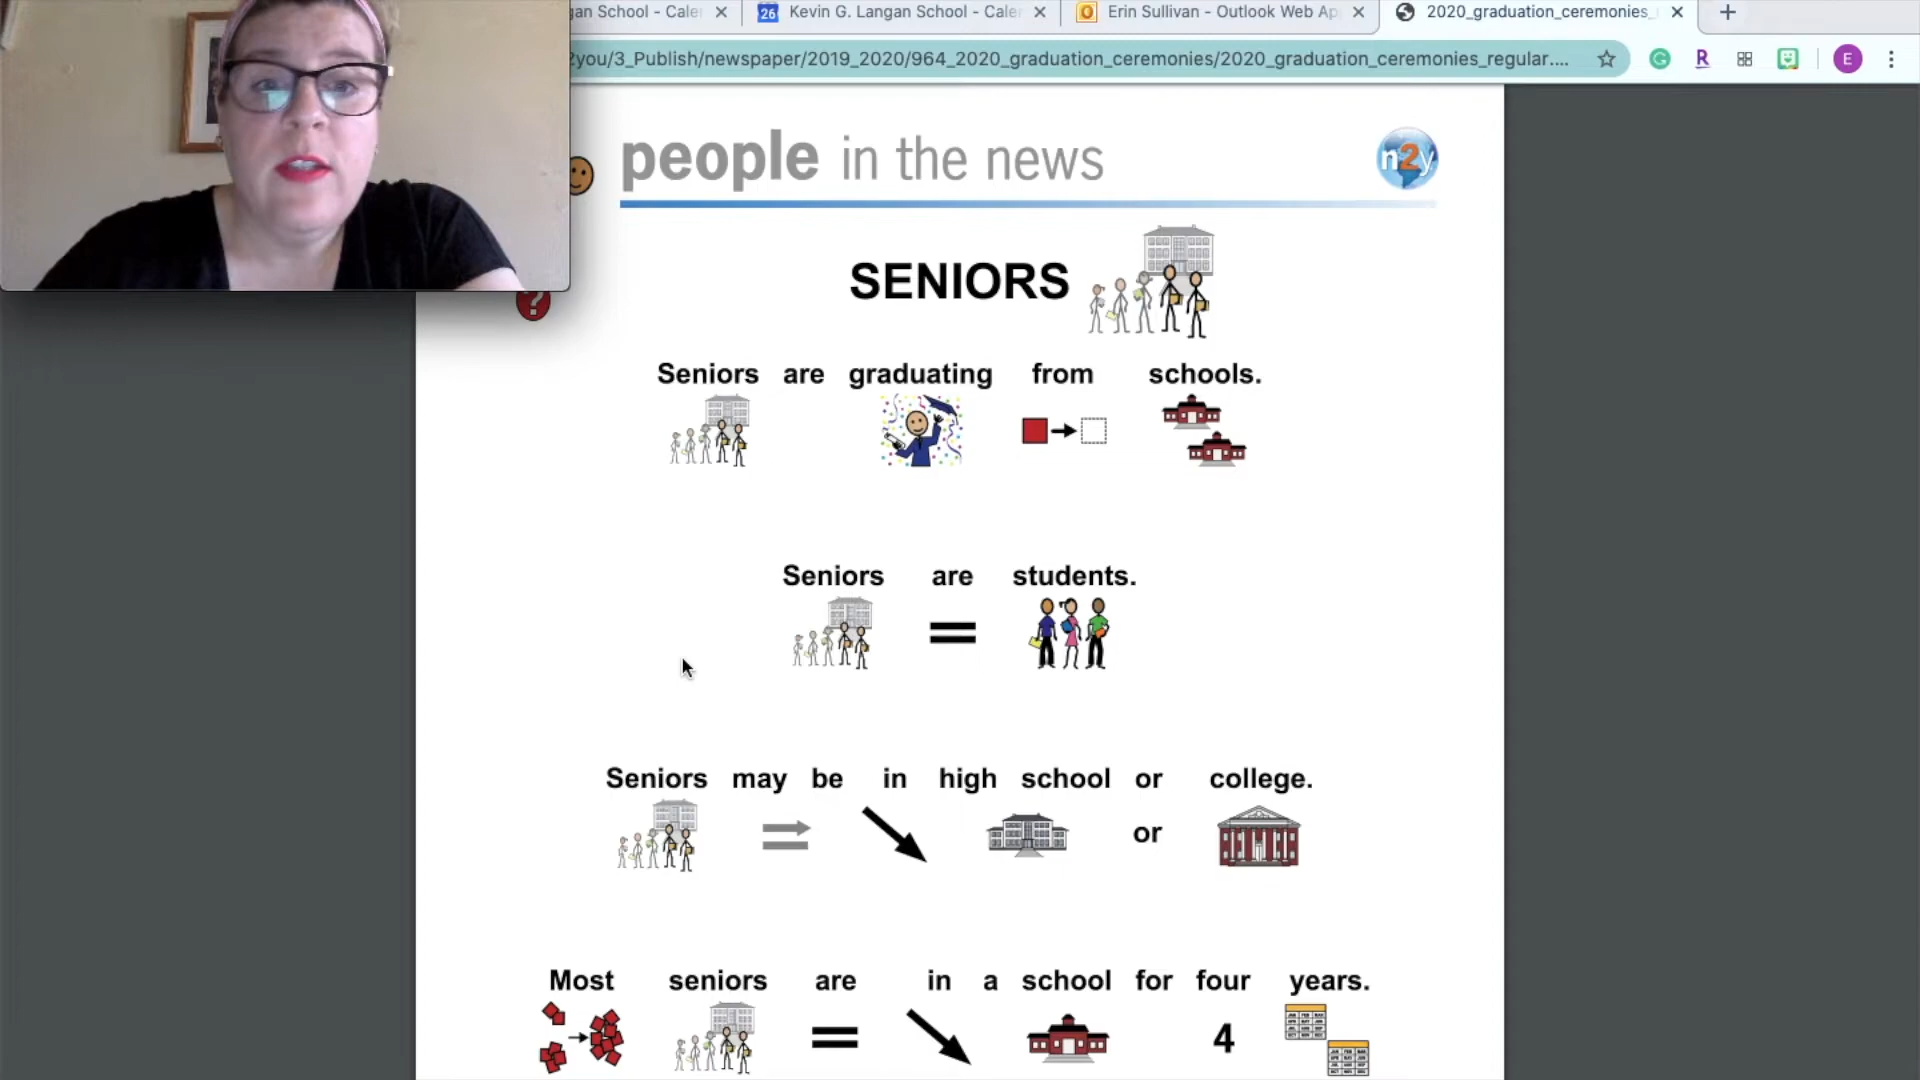 gan School - Cale
Kevin G. Langan School - Cale
Erin Sullivan - Outlook Web Ap
2020_graduation_ceremonies_
2you/3_Publish/newspaper/2019_2020/964_2020_graduation_ceremonies/2020_graduation_ceremonies_regular....
26
O
G
R
E
people in the news
n2y
SENIORS
?
Seniors are graduating from schools.
Seniors are students.
Seniors may be in high school or college.
or
Most seniors are in a school for four years.
4